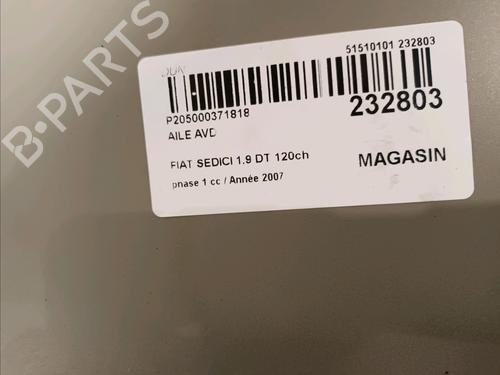 51510101 232803
P205000371818
232803
AILE AVD
FIAT SEDICI 1.9 DT 120ch
MAGASIN
phase 1 cc / Année 2007
B-PARTS